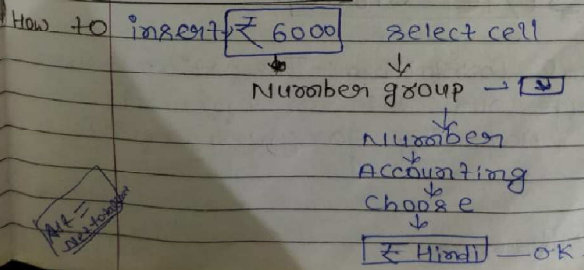 How to insert ₹ 6000 select cell
Number group
Number
Accounting
Choose
₹ Hindi — OK